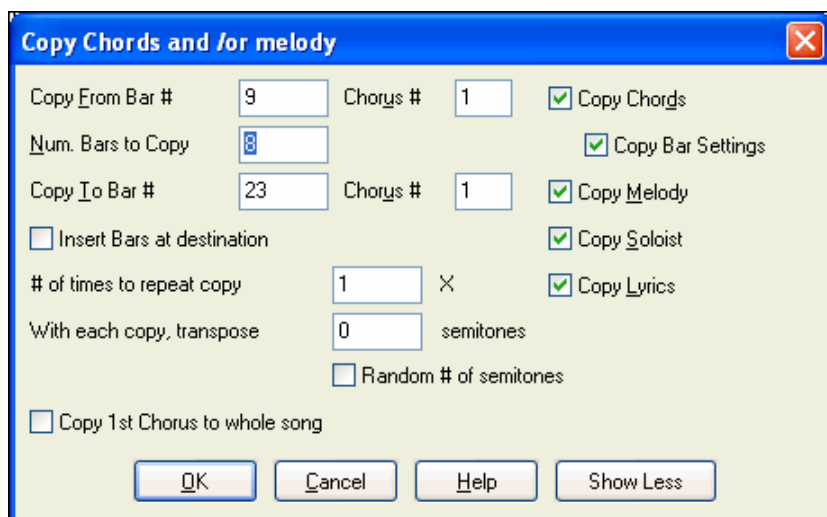 Copy Chords and /or melody
Copy From Bar # 9 Chorus # 1 Copy Chords
Num. Bars to Copy 8 Copy Bar Settings
Copy To Bar # 23 Chorus # 1 Copy Melody
Insert Bars at destination Copy Soloist
# of times to repeat copy 1 X Copy Lyrics
With each copy, transpose 0 semitones
Random # of semitones
Copy 1st Chorus to whole song
OK Cancel Help Show Less